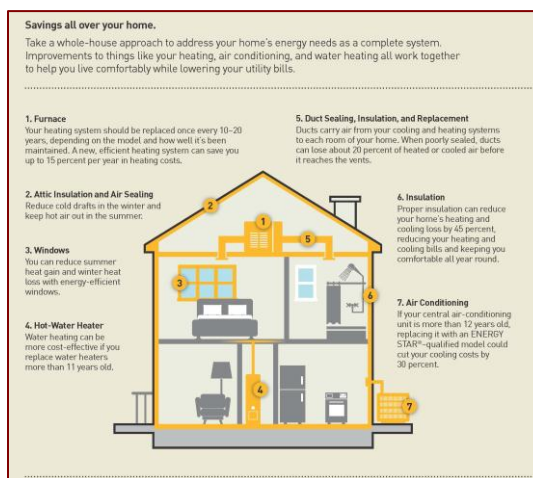 Savings all over your home.
Take a whole-house approach to address your home's energy needs as a complete system.
Improvements to things like your heating, air conditioning, and water heating all work together
to help you live comfortably while lowering your utility bills.
1. Furnace
Your heating system should be replaced once every 10–20
years, depending on the model and how well it's been
maintained. A new, efficient heating system can save you
up to 15 percent per year in heating costs.
2. Attic Insulation and Air Sealing
Reduce cold drafts in the winter and
keep hot air out in the summer.
3. Windows
You can reduce summer
heat gain and winter heat
loss with energy-efficient
windows.
4. Hot-Water Heater
Water heating can be
more cost-effective if you
replace water heaters
more than 11 years old.
5. Duct Sealing, Insulation, and Replacement
Ducts carry air from your cooling and heating systems
to each room of your home. When poorly sealed, ducts
can lose about 20 percent of heated or cooled air before
it reaches the vents.
6. Insulation
Proper insulation can reduce
your home's heating and
cooling loss by 45 percent,
reducing your heating and
cooling bills and keeping you
comfortable all year round.
7. Air Conditioning
If your central air-conditioning
unit is more than 12 years old,
replacing it with an ENERGY
STAR®-qualified model could
cut your cooling costs by
30 percent.
2
1
5
3
6
4
7